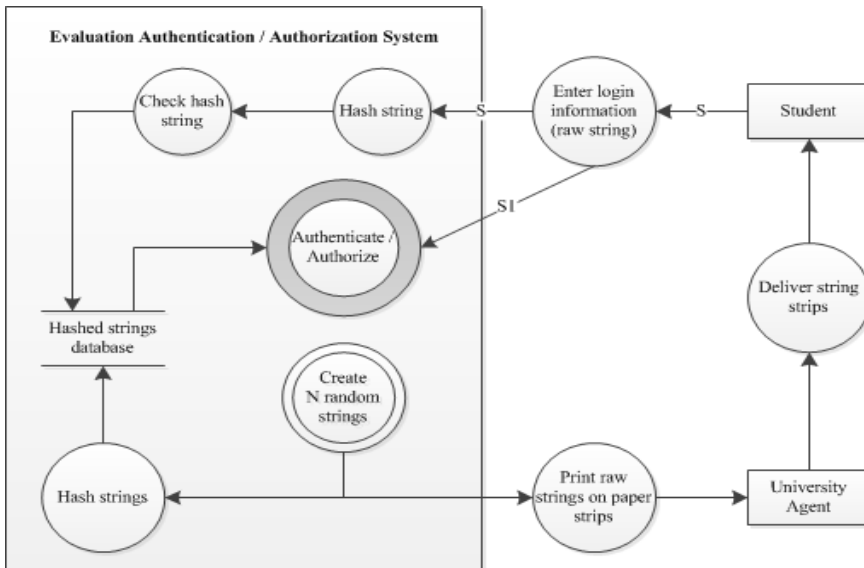 Evaluation Authentication / Authorization System
Check hash
string
Hash string
S
Enter login
information
(raw string)
S
Student
S1
Authenticate /
Authorize
Deliver string
strips
Hashed strings
database
Create
N random
strings
Hash strings
Print raw
strings on paper
strips
University
Agent